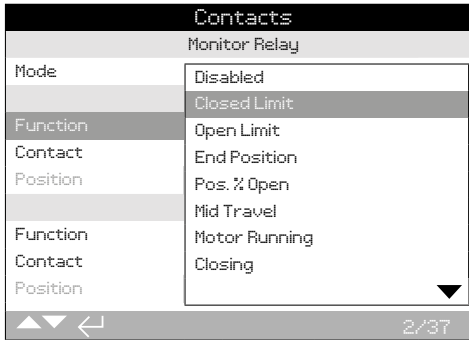 Contacts
Monitor Relay
Mode
Disabled
Closed Limit
Function
Open Limit
Contact
End Position
Position
Pos. % Open
Mid Travel
Function
Motor Running
Contact
Closing
Position
2/37